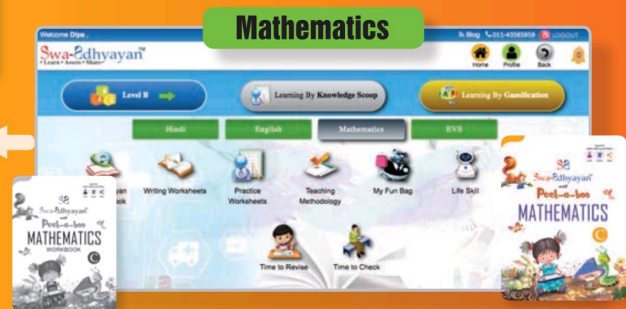 Mathematics
Welcome Dipe ,
Blog 011-43585858 LOGOUT
Swa-Adhyayan™
• Learn • Assess • Share
Home Profile Back
Level B
Learning By Knowledge Scoop
Learning By Gamification
Hindi English Mathematics EVS
Writing Worksheets
Practice Worksheets
Teaching Methodology
My Fun Bag
Life Skill
Time to Revise
Time to Check
Swa-Adhyayan
Peek-a-boo
MATHEMATICS
WORKBOOK
C
Swa-Adhyayan
Peek-a-boo
MATHEMATICS
C